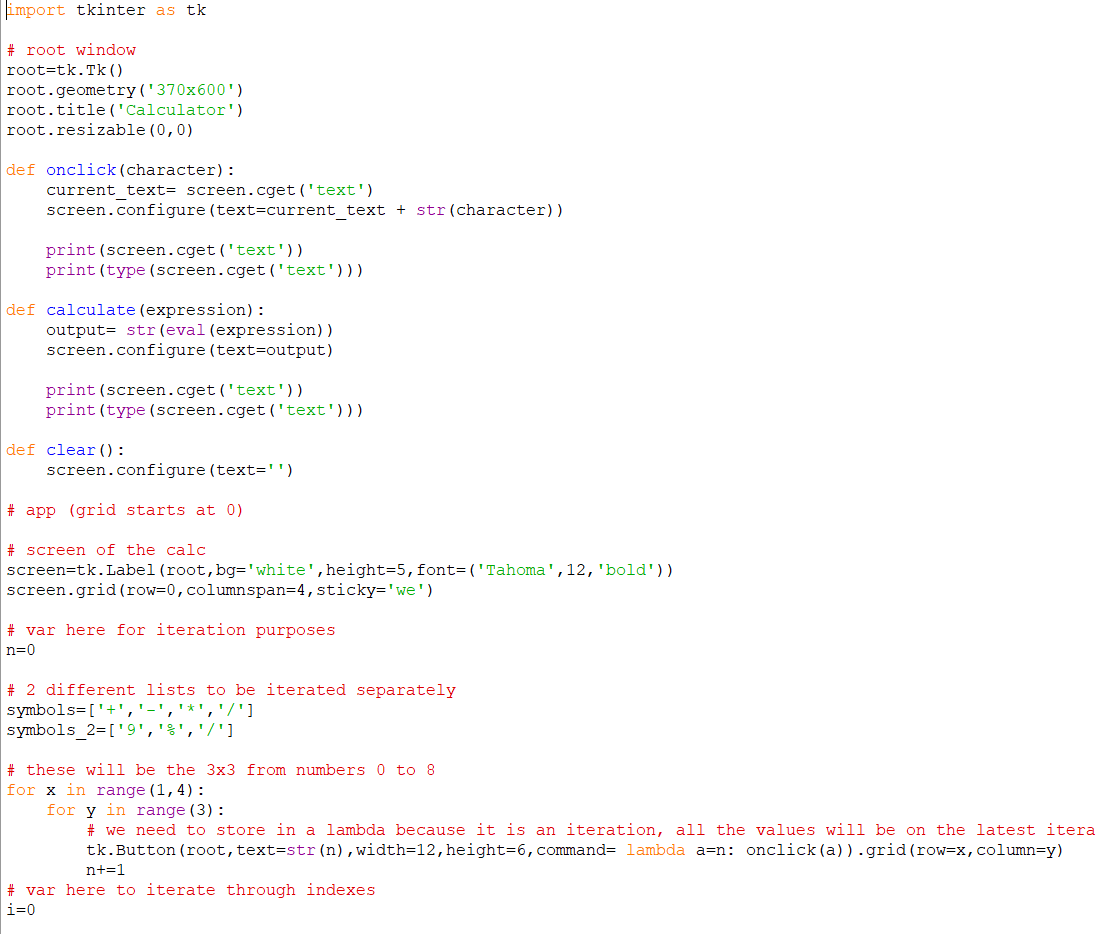 import tkinter as tk
# root window
root=tk.Tk()
root.geometry('370x600')
root.title('Calculator')
root.resizable(0,0)
def onclick(character):
    current_text= screen.cget('text')
    screen.configure(text=current_text + str(character))
    print(screen.cget('text'))
    print(type(screen.cget('text')))
def calculate(expression):
    output= str(eval(expression))
    screen.configure(text=output)
    print(screen.cget('text'))
    print(type(screen.cget('text')))
def clear():
    screen.configure(text='')
# app (grid starts at 0)
# screen of the calc
screen=tk.Label(root,bg='white',height=5,font=('Tahoma',12,'bold'))
screen.grid(row=0,columnspan=4,sticky='we')
# var here for iteration purposes
n=0
# 2 different lists to be iterated separately
symbols=['+','-','*','/']
symbols_2=['9','%','/']
# these will be the 3x3 from numbers 0 to 8
for x in range(1,4):
    for y in range(3):
        # we need to store in a lambda because it is an iteration, all the values will be on the latest itera
        tk.Button(root,text=str(n),width=12,height=6,command= lambda a=n: onclick(a)).grid(row=x,column=y)
        n+=1
# var here to iterate through indexes
i=0